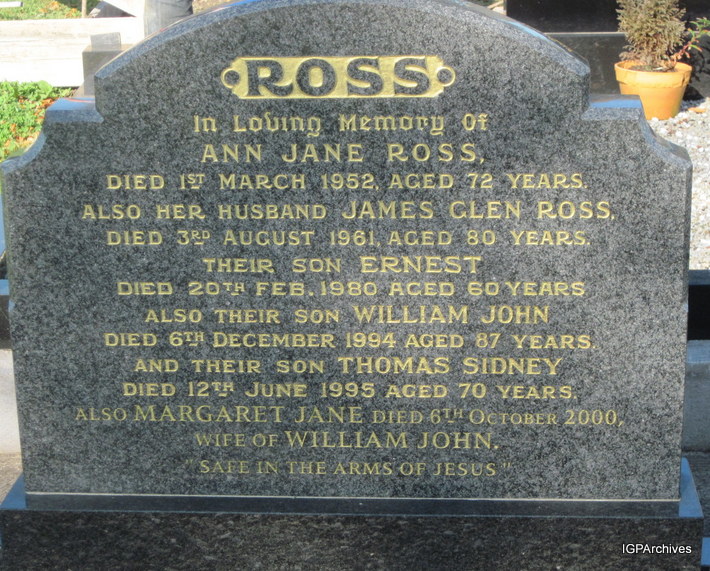 ROSS
In Loving Memory Of
ANN JANE ROSS,
DIED 1ST MARCH 1952, AGED 72 YEARS.
ALSO HER HUSBAND JAMES GLEN ROSS,
DIED 3RD AUGUST 1961, AGED 80 YEARS.
THEIR SON ERNEST
DIED 20TH FEB. 1980 AGED 60 YEARS
ALSO THEIR SON WILLIAM JOHN
DIED 6TH DECEMBER 1994 AGED 87 YEARS.
AND THEIR SON THOMAS SIDNEY
DIED 12TH JUNE 1995 AGED 70 YEARS.
ALSO MARGARET JANE DIED 6TH OCTOBER 2000,
WIFE OF WILLIAM JOHN.
"SAFE IN THE ARMS OF JESUS"
IGPArchives